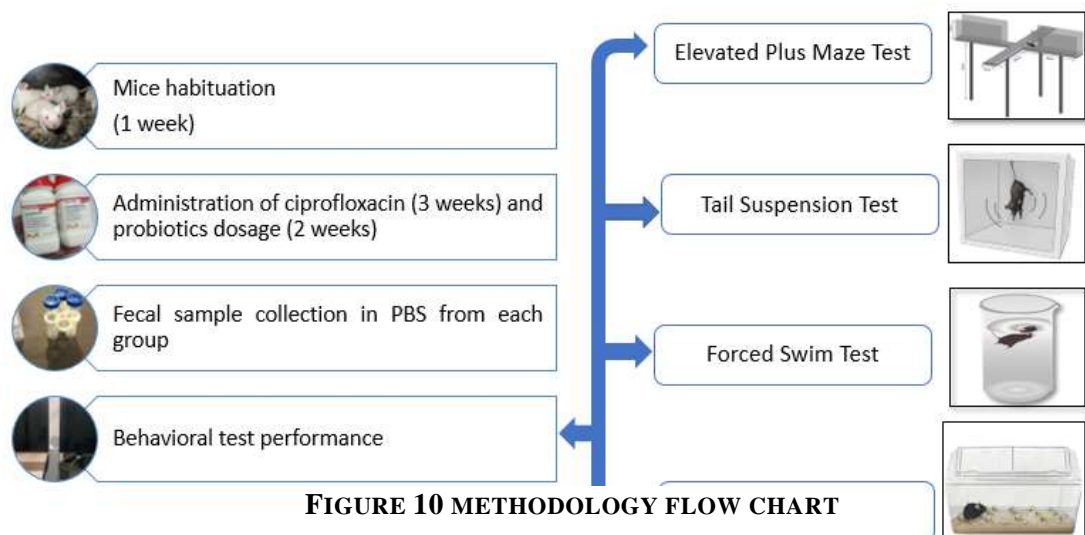 Mice habituation
(1 week)
Administration of ciprofloxacin (3 weeks) and
probiotics dosage (2 weeks)
Fecal sample collection in PBS from each
group
Behavioral test performance
Elevated Plus Maze Test
Tail Suspension Test
Forced Swim Test
FIGURE 10 METHODOLOGY FLOW CHART